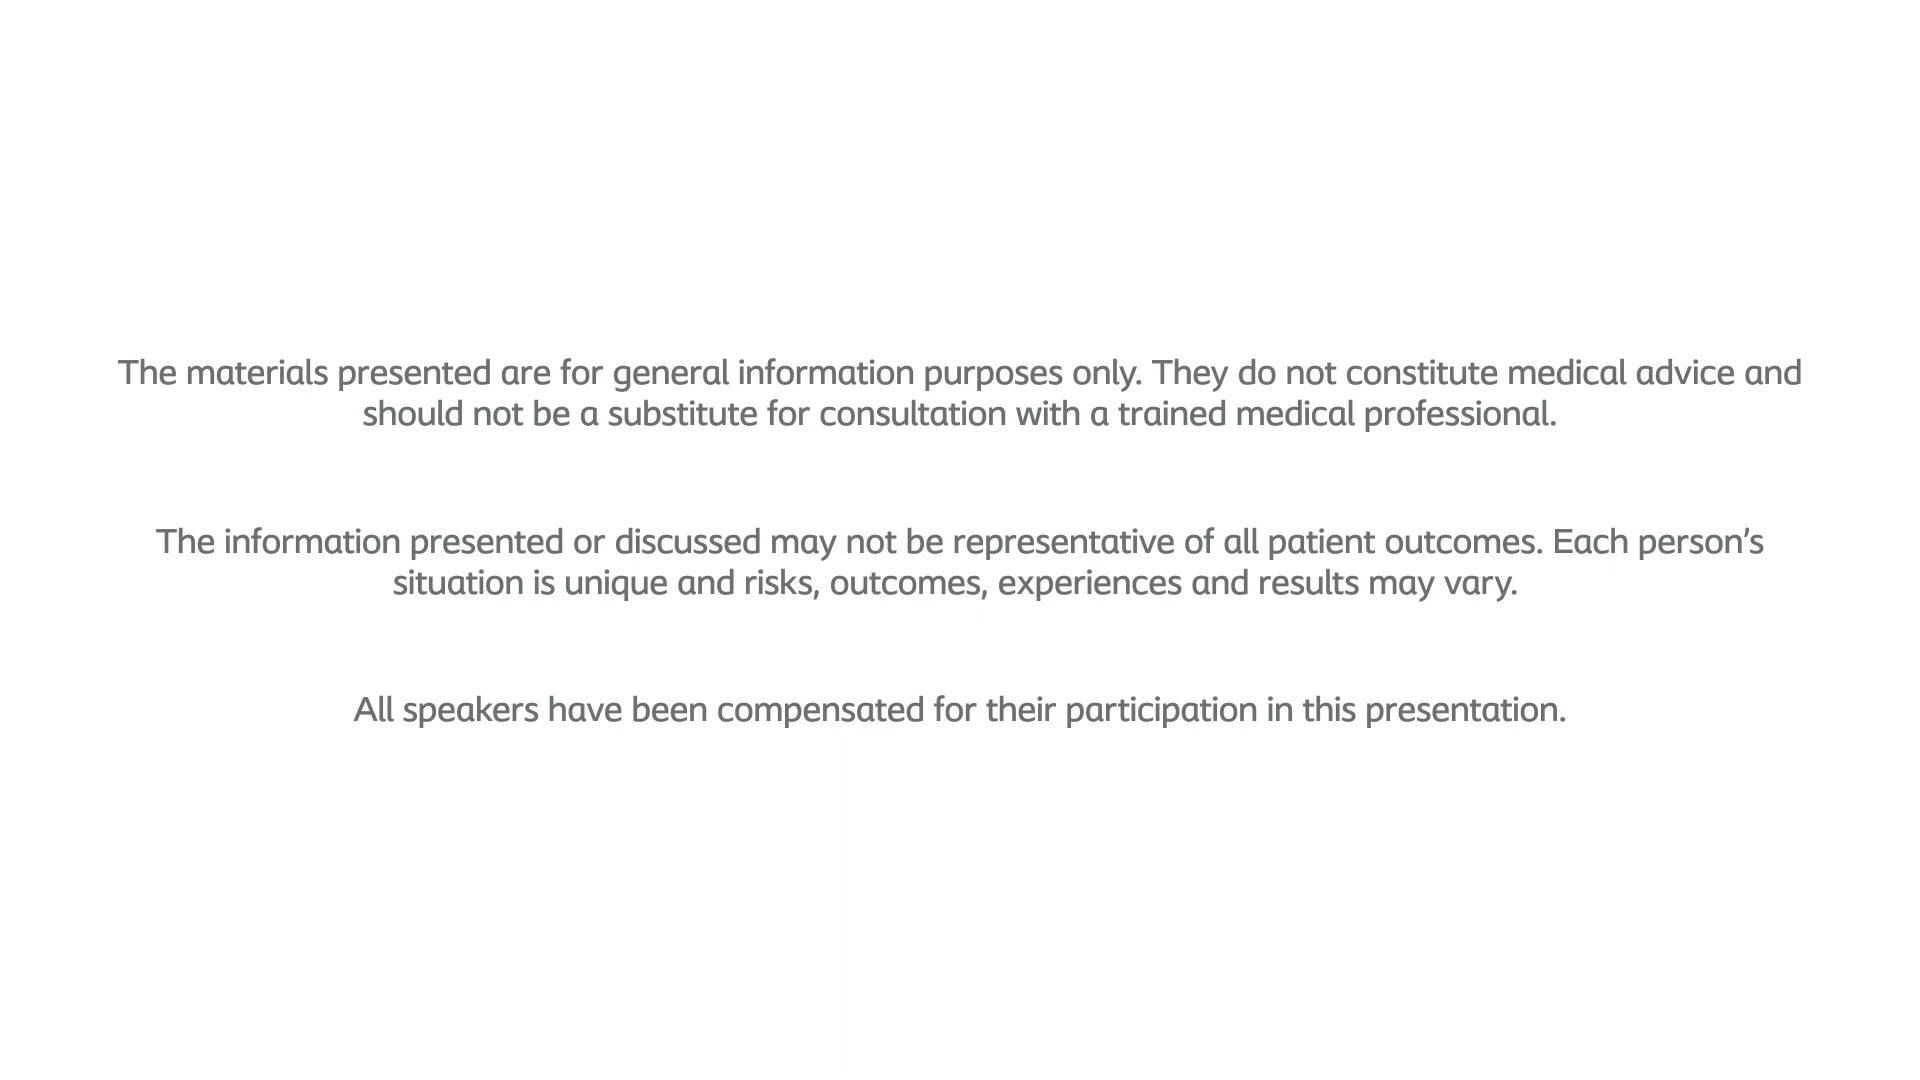 The materials presented are for general information purposes only. They do not constitute medical advice and
should not be a substitute for consultation with a trained medical professional.
The information presented or discussed may not be representative of all patient outcomes. Each person’s
situation is unique and risks, outcomes, experiences and results may vary.
All speakers have been compensated for their participation in this presentation.